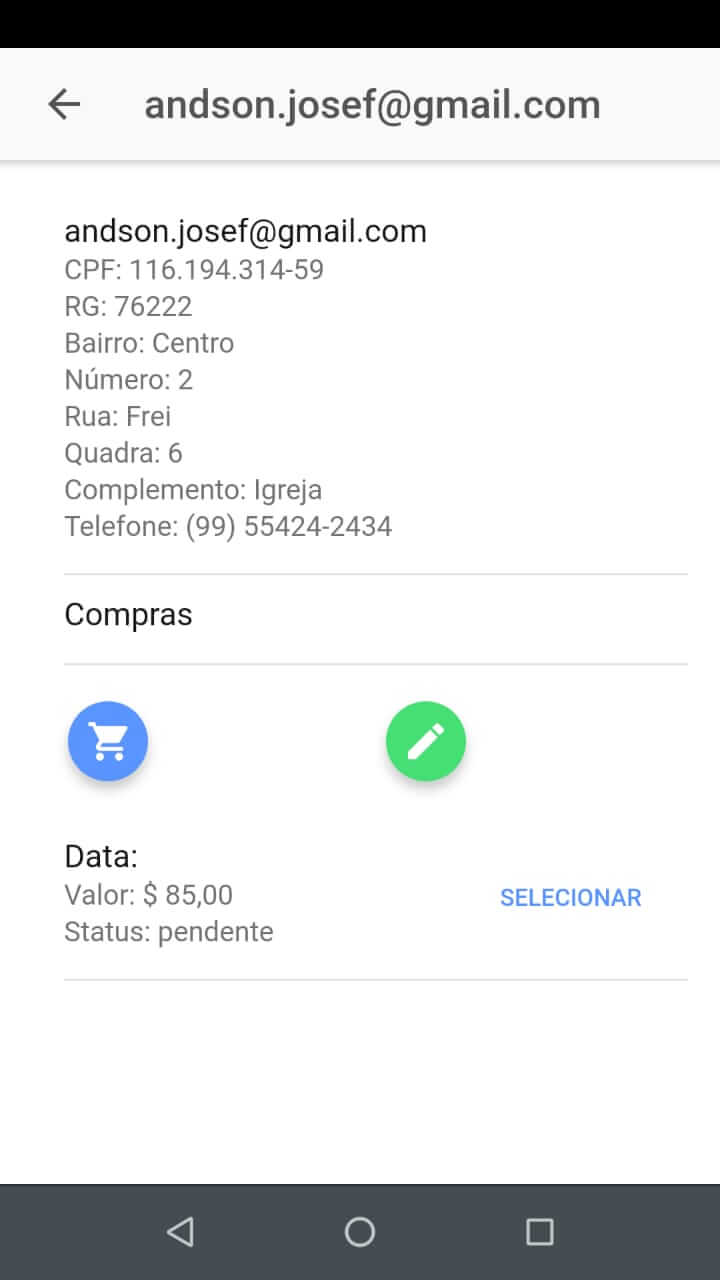 andson.josef@gmail.com
andson.josef@gmail.com
CPF: 116.194.314-59
RG: 76222
Bairro: Centro
Número: 2
Rua: Frei
Quadra: 6
Complemento: Igreja
Telefone: (99) 55424-2434
Compras
Data:
Valor: $ 85,00
SELECIONAR
Status: pendente